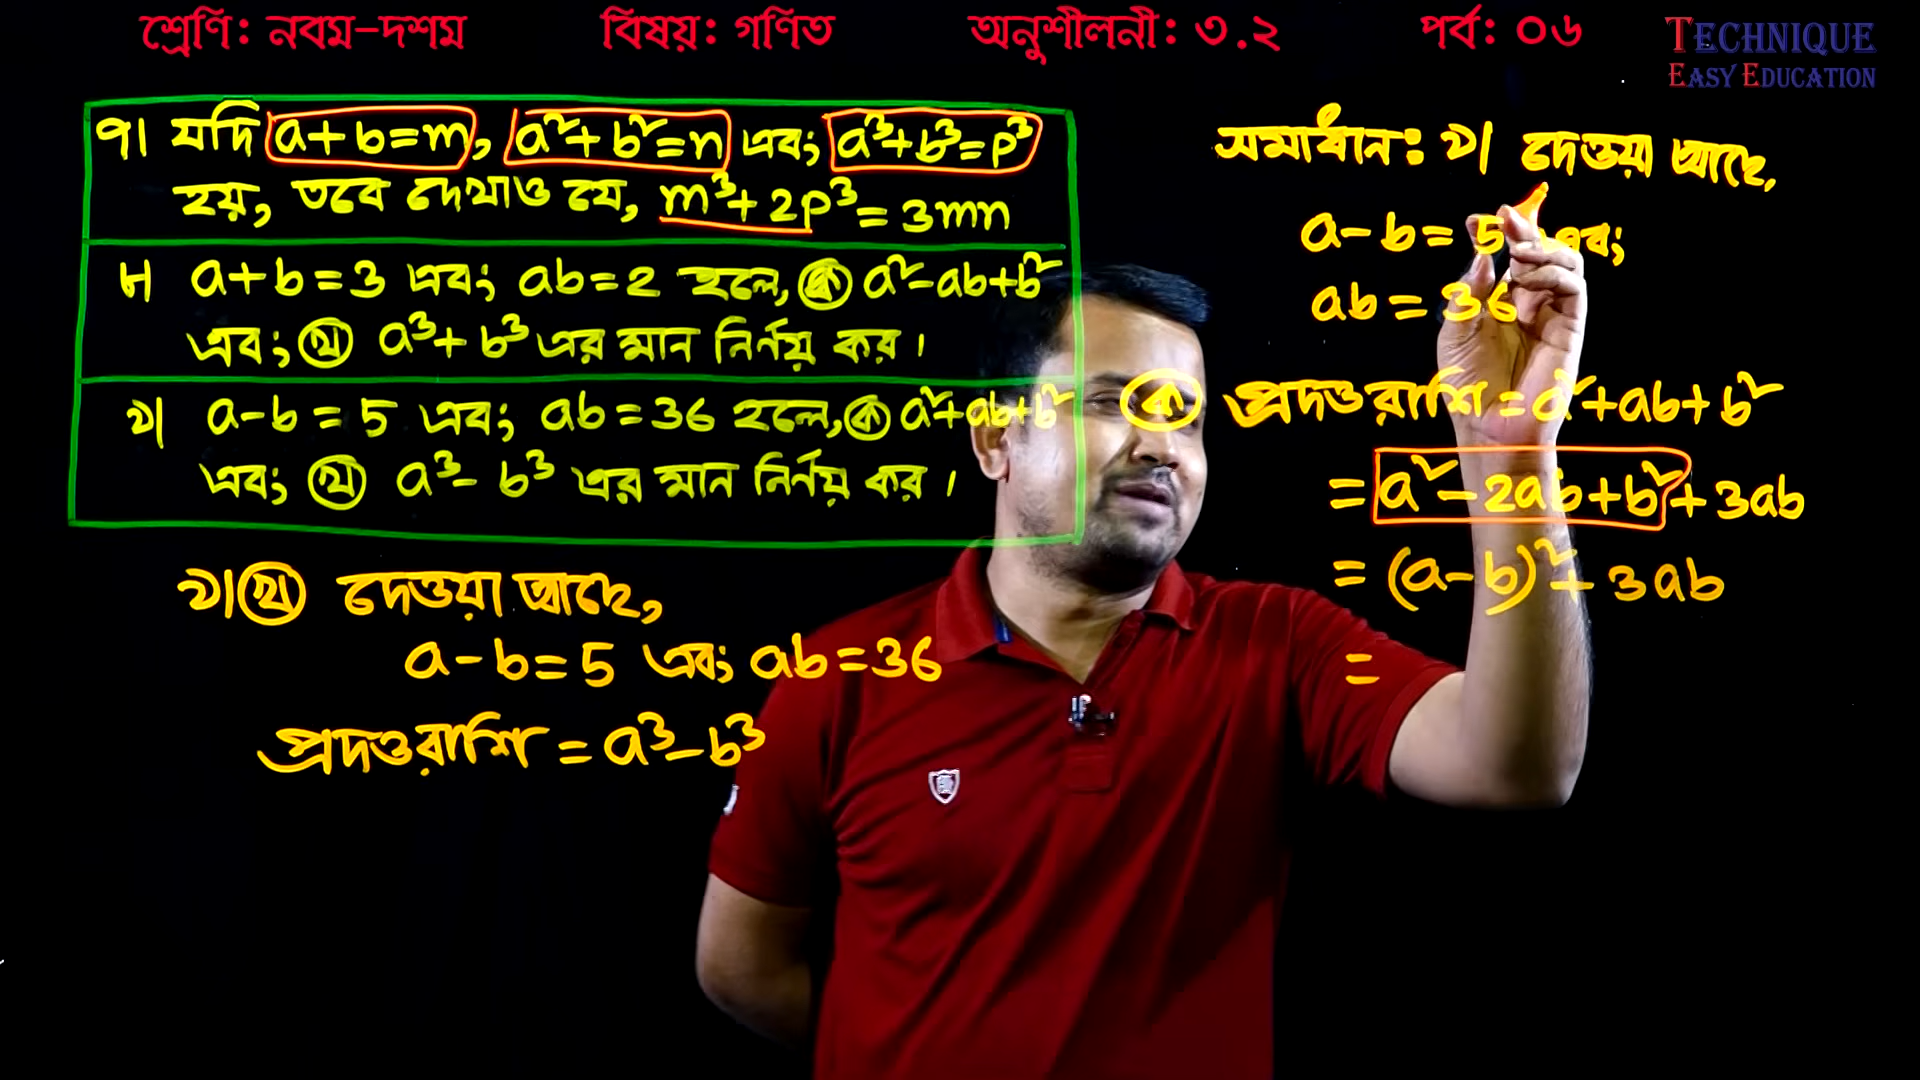 শ্রেণি: নবম-দশম বিষয়: গণিত অনুশীলনী: ৩.২ পর্ব: ০৬
TECHNIQUE
EASY EDUCATION
৭। যদি a+b=m, a²+b²=n এবং a³+b³=p³
হয়, তবে দেখাও যে, m³+2p³=3mn
৮। a+b=3 এবং ab=2 হলে, ক a²-ab+b²
এবং খ a³+b³ এর মান নির্ণয় কর।
৯। a-b=5 এবং ab=36 হলে, ক a²+ab+b²
এবং খ a³-b³ এর মান নির্ণয় কর।
৯। খ দেওয়া আছে,
a-b=5 এবং ab=36
প্রদত্তরাশি = a³-b³
সমাধান: ৯। দেওয়া আছে,
a-b=5 এবং
ab=36
ক প্রদত্তরাশি = a²+ab+b²
= a²-2ab+b²+3ab
= (a-b)²+3ab
=